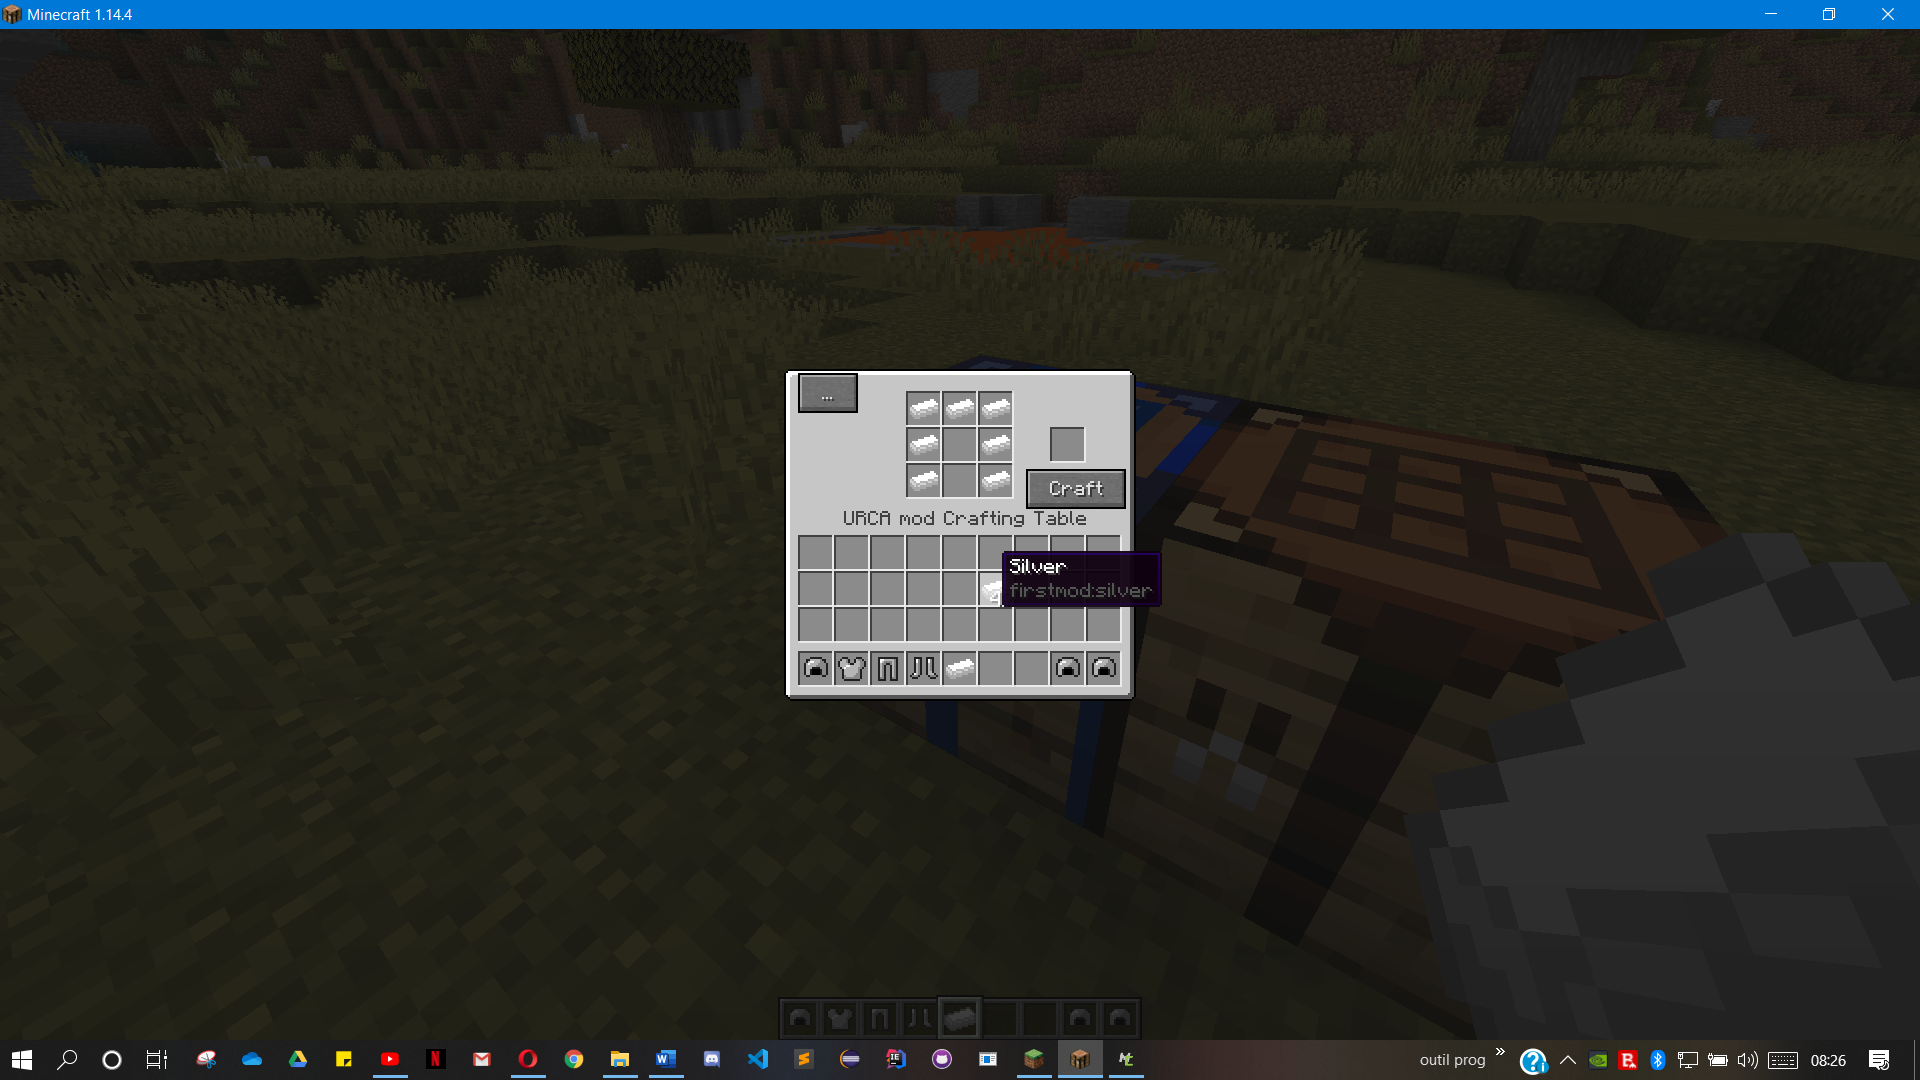 Minecraft 1.14.4
...
Craft
URCA mod Crafting Table
Silver
firstmod:silver
outil prog
08:26